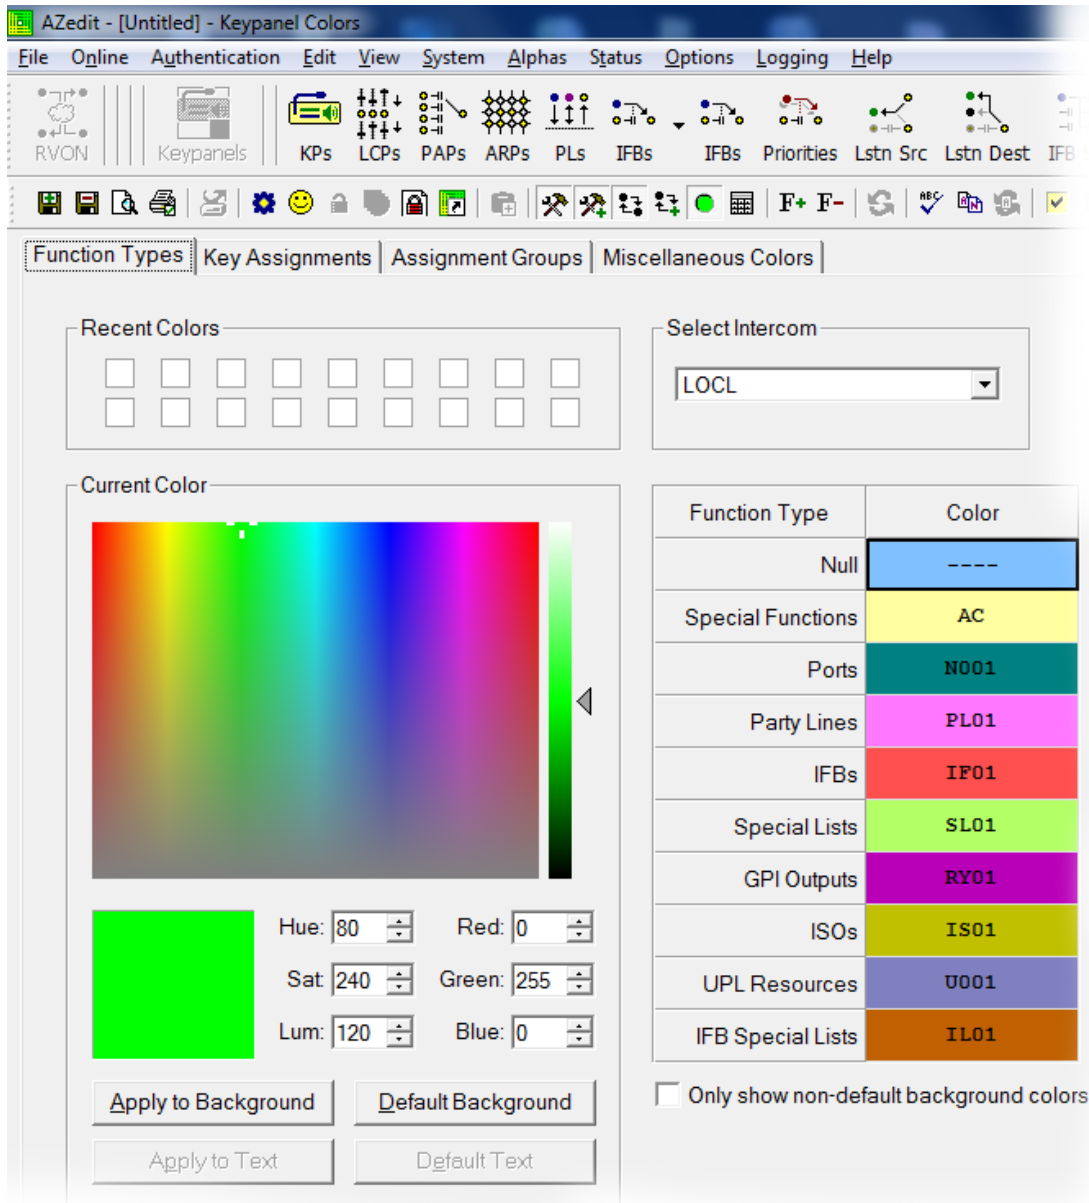 AZedit - [Untitled] - Keypanel Colors
File Online Authentication Edit View System Alphas Status Options Logging Help
RVON Keypanels KPs LCPs PAPs ARPs PLs IFBs IFBs Priorities Lstn Src Lstn Dest IFB
F+ F-
Function Types Key Assignments Assignment Groups Miscellaneous Colors
Recent Colors
Select Intercom
LOCL
Current Color
Function Type Color
Null ----
Special Functions AC
Ports N001
Party Lines PL01
IFBs IF01
Special Lists SL01
GPI Outputs RY01
ISOs IS01
UPL Resources U001
IFB Special Lists IL01
Hue: 80 Red: 0
Sat: 240 Green: 255
Lum: 120 Blue: 0
Apply to Background Default Background
Only show non-default background colors
Apply to Text Default Text